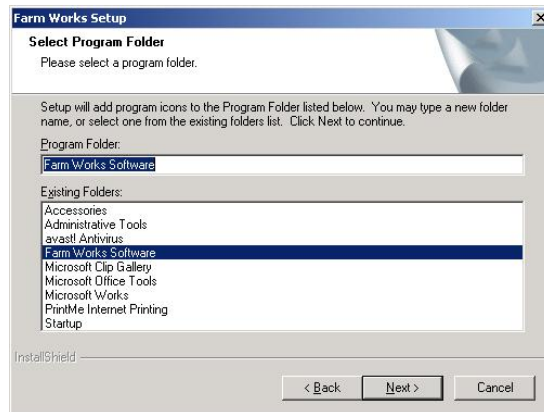 Farm Works Setup
Select Program Folder
Please select a program folder.
Setup will add program icons to the Program Folder listed below. You may type a new folder
name, or select one from the existing folders list. Click Next to continue.
Program Folder:
Farm Works Software
Existing Folders:
Accessories
Administrative Tools
avast! Antivirus
Farm Works Software
Microsoft Clip Gallery
Microsoft Office Tools
Microsoft Works
PrintMe Internet Printing
Startup
InstallShield
< Back
Next >
Cancel